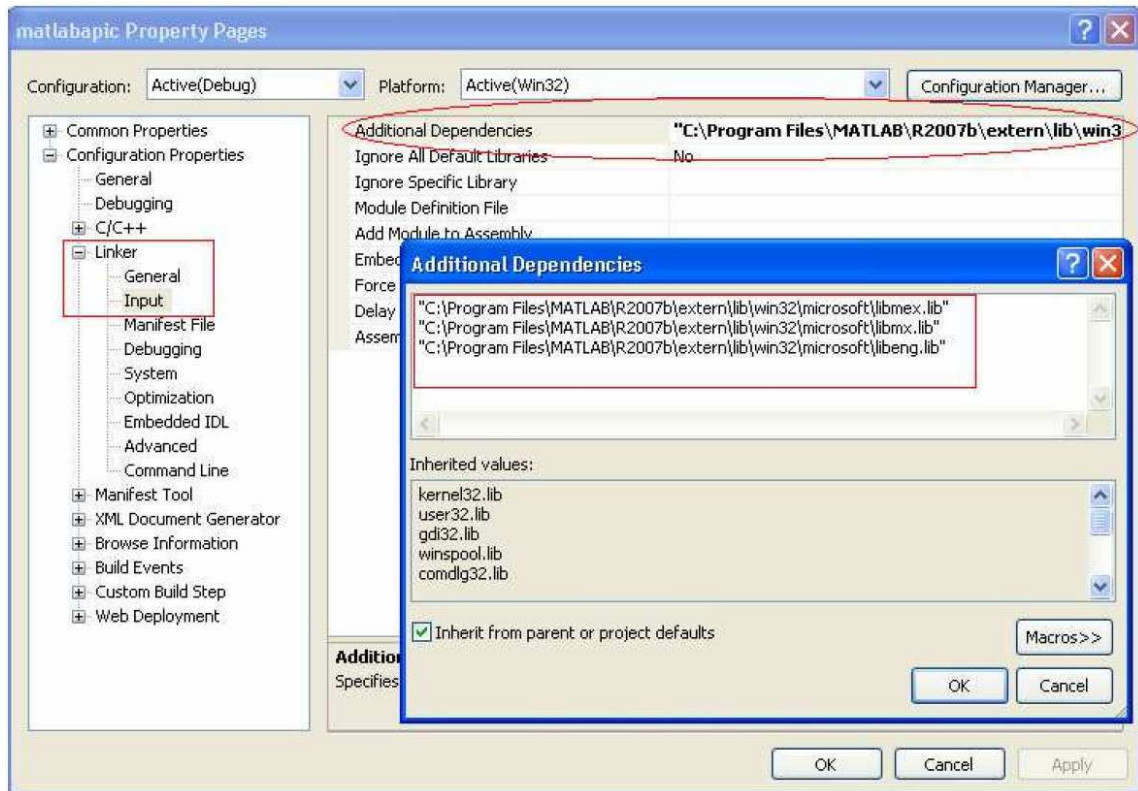 matlabapic Property Pages
Configuration: Active(Debug) Platform: Active(Win32) Configuration Manager...
Common Properties
Configuration Properties
General
Debugging
C/C++
Linker
General
Input
Manifest File
Debugging
System
Optimization
Embedded IDL
Advanced
Command Line
Manifest Tool
XML Document Generator
Browse Information
Build Events
Custom Build Step
Web Deployment
Additional Dependencies "C:\Program Files\MATLAB\R2007b\extern\lib\win3
Ignore All Default Libraries No
Ignore Specific Library
Module Definition File
Add Module to Assembly
Embed
Force
Delay
Assem
Additional Dependencies
"C:\Program Files\MATLAB\R2007b\extern\lib\win32\microsoft\libmex.lib"
"C:\Program Files\MATLAB\R2007b\extern\lib\win32\microsoft\libmx.lib"
"C:\Program Files\MATLAB\R2007b\extern\lib\win32\microsoft\libeng.lib"
Inherited values:
kernel32.lib
user32.lib
gdi32.lib
winspool.lib
comdlg32.lib
Inherit from parent or project defaults
Macros>>
OK Cancel
Additio
Specifies
OK Cancel Apply